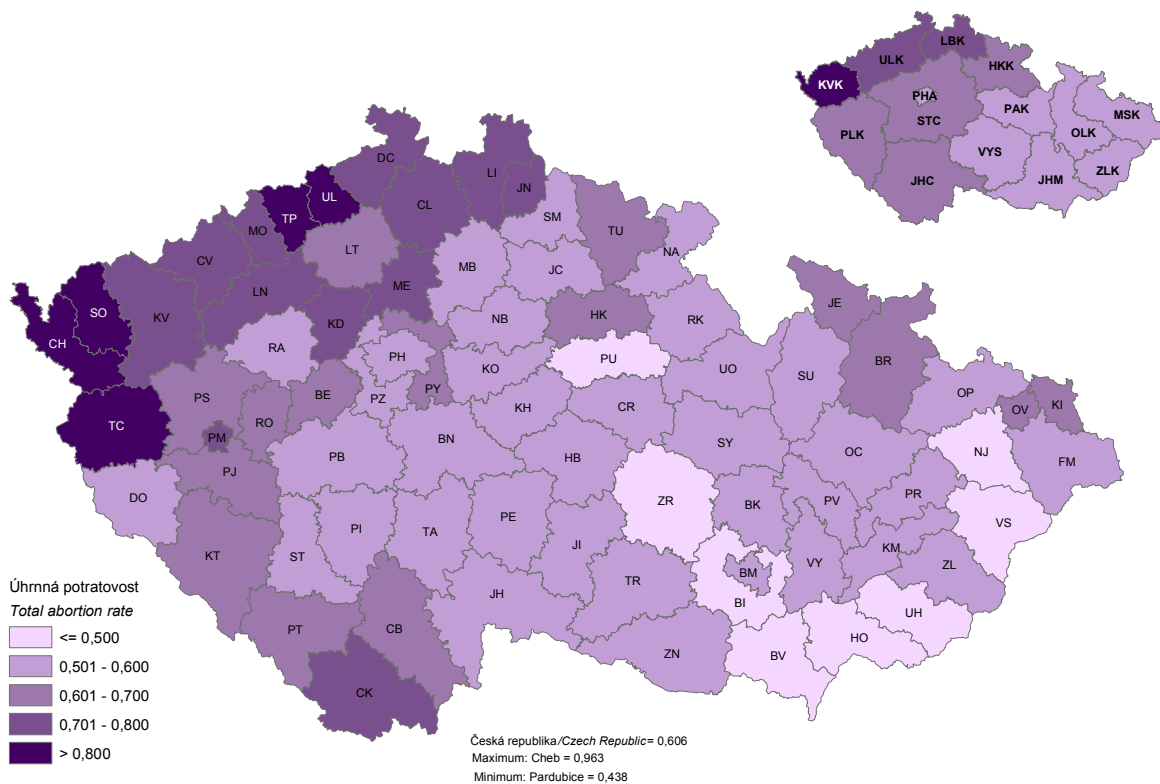 LBK
ULK
HKK
KVK
PHA
PAK
MSK
STC
PLK
OLK
VYS
ZLK
JHC
JHM
DC
LI
JN
UL
CL
TP
SM
MO
TU
LT
NA
CV
MB
JC
ME
LN
JE
SO
KV
NB
HK
RK
KD
CH
RA
PH
PU
BR
KO
UO
SU
PY
PS
BE
PZ
OP
KI
OV
KH
CR
RO
TC
PM
BN
SY
OC
NJ
PB
HB
FM
PJ
DO
PR
ZR
BK
PV
PE
VS
PI
TA
ST
KT
JI
KM
VY
ZL
BM
TR
JH
BI
UH
CB
PT
HO
ZN
BV
CK
Úhrnná potratovost
Total abortion rate
<= 0,500
0,501 - 0,600
0,601 - 0,700
0,701 - 0,800
> 0,800
Česká republika/Czech Republic= 0,606
Maximum: Cheb = 0,963
Minimum: Pardubice = 0,438